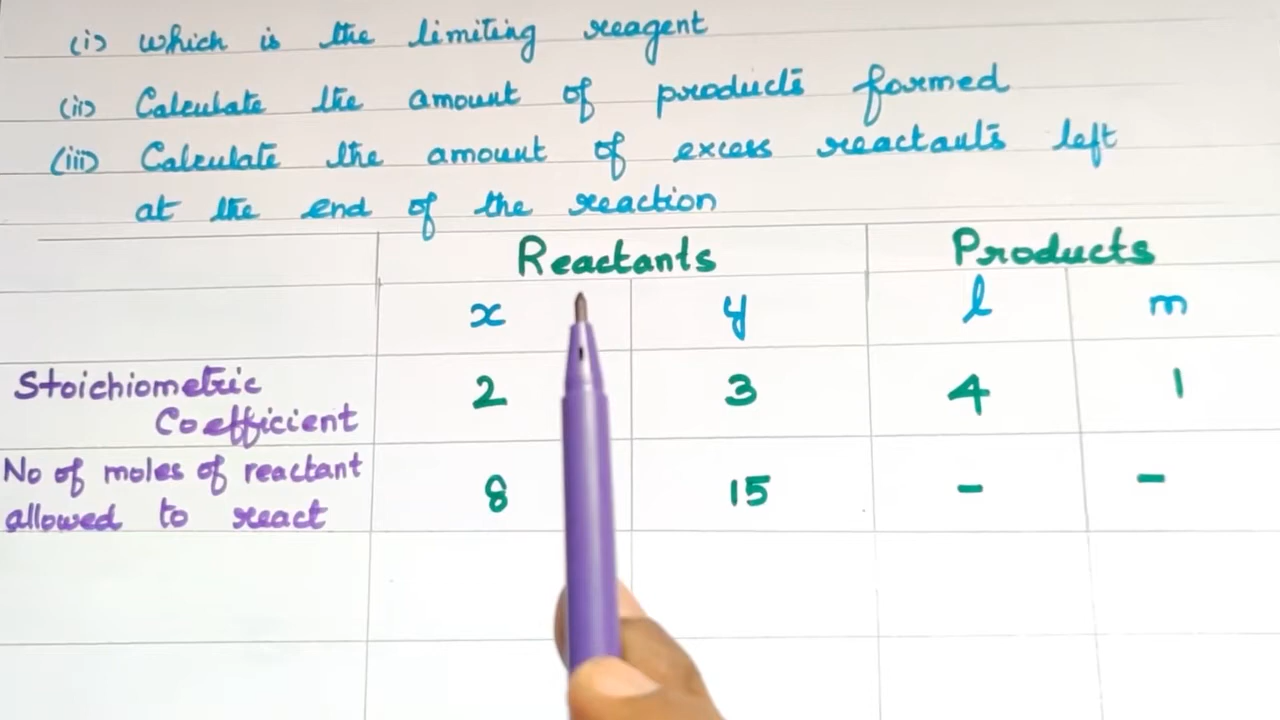 (i) which is the limiting reagent
(ii) Calculate the amount of products formed
(iii) Calculate the amount of excess reactants left
at the end of the reaction
Reactants Products
x y l m
Stoichiometric
Coefficient 2 3 4 1
No of moles of reactant
allowed to react 8 15 - -